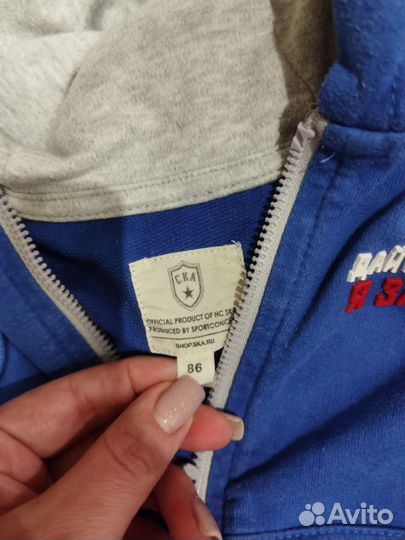 СКА
OFFICIAL PRODUCT OF HC SKA
PRODUCED BY SPORTCONCEPT
SHOP.SKA.RU
86
Я
Avito